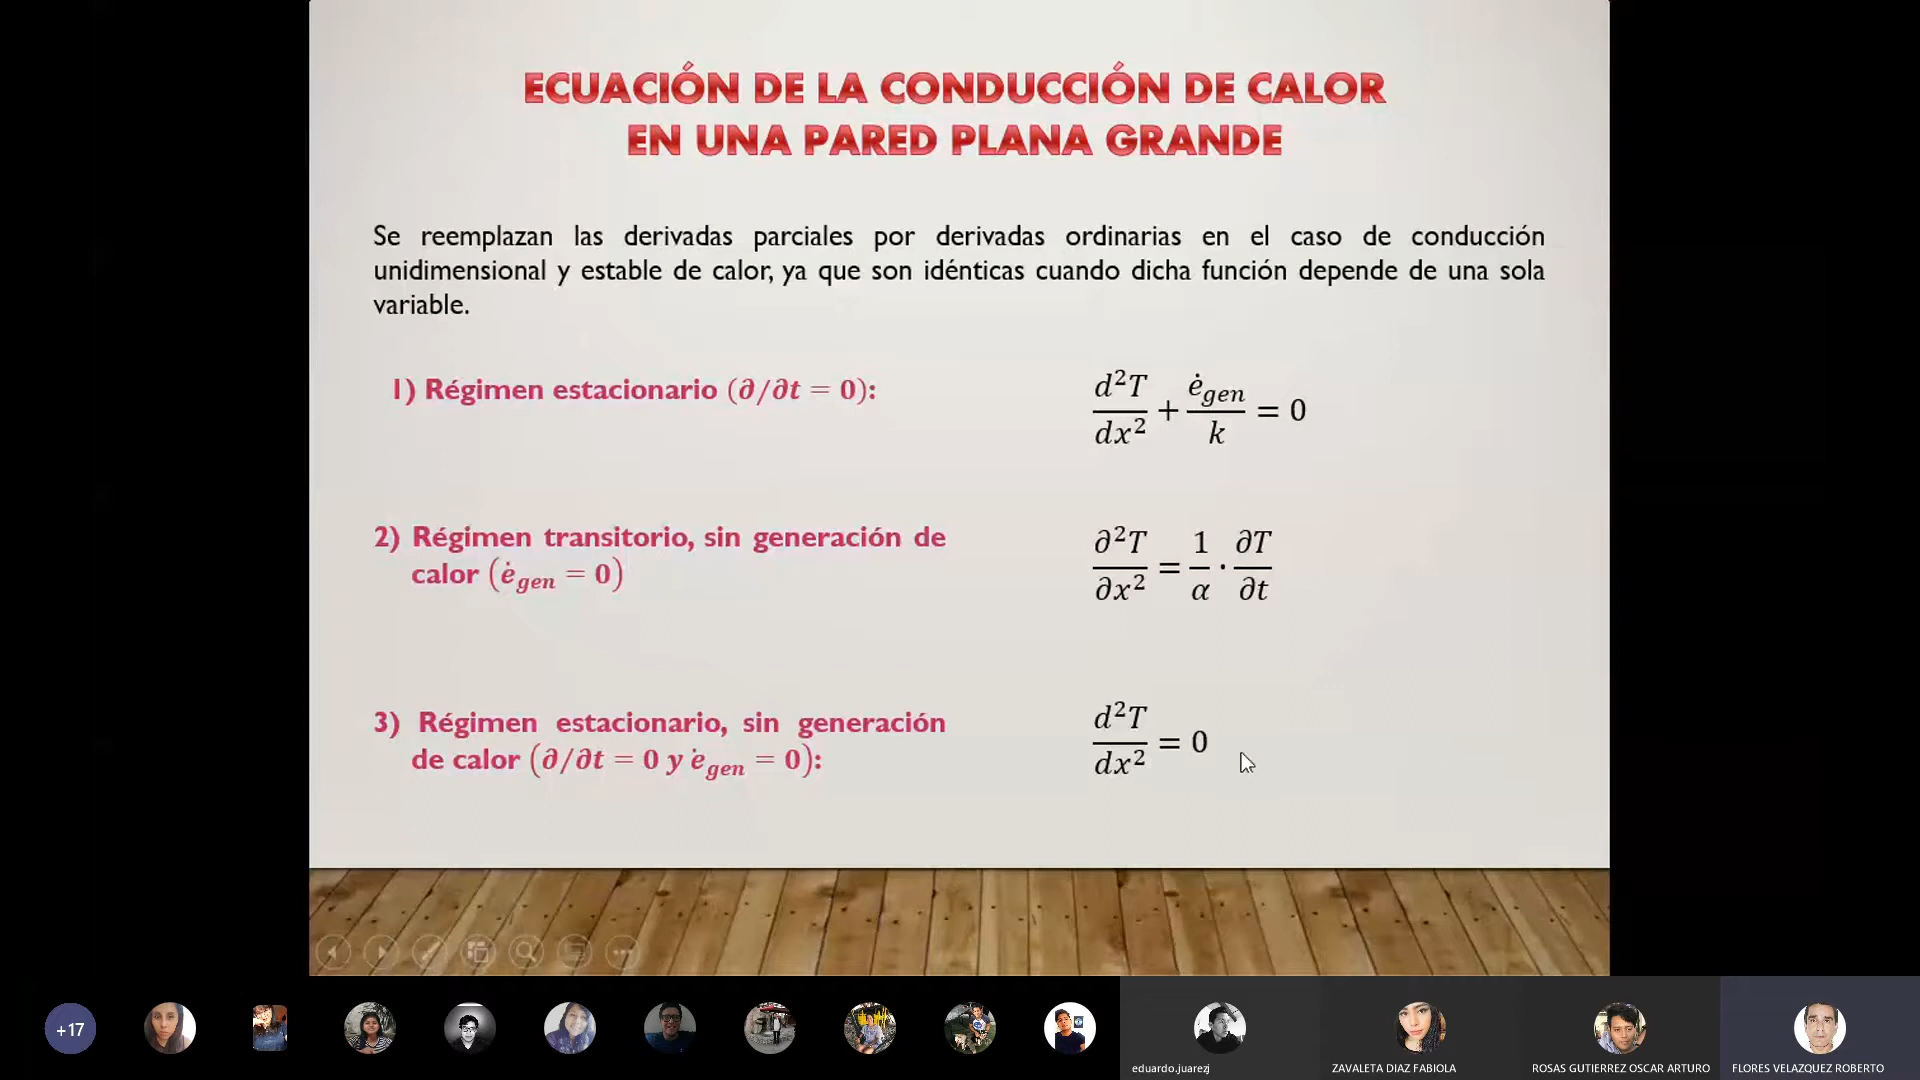 ECUACIÓN DE LA CONDUCCIÓN DE CALOR
EN UNA PARED PLANA GRANDE
Se reemplazan las derivadas parciales por derivadas ordinarias en el caso de conducción
unidimensional y estable de calor, ya que son idénticas cuando dicha función depende de una sola
variable.
1) Régimen estacionario (∂/∂t = 0):
d²T/dx² + ė_gen/k = 0
2) Régimen transitorio, sin generación de
calor (ė_gen = 0)
∂²T/∂x² = 1/α · ∂T/∂t
3) Régimen estacionario, sin generación
de calor (∂/∂t = 0 y ė_gen = 0):
d²T/dx² = 0
+17
eduardo.juarezj
ZAVALETA DIAZ FABIOLA
ROSAS GUTIERREZ OSCAR ARTURO
FLORES VELAZQUEZ ROBERTO